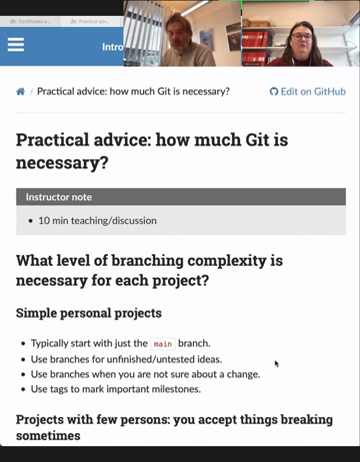 Intro
/ Practical advice: how much Git is necessary? Edit on GitHub
Practical advice: how much Git is
necessary?
Instructor note
• 10 min teaching/discussion
What level of branching complexity is
necessary for each project?
Simple personal projects
• Typically start with just the main branch.
• Use branches for unfinished/untested ideas.
• Use branches when you are not sure about a change.
• Use tags to mark important milestones.
Projects with few persons: you accept things breaking
sometimes